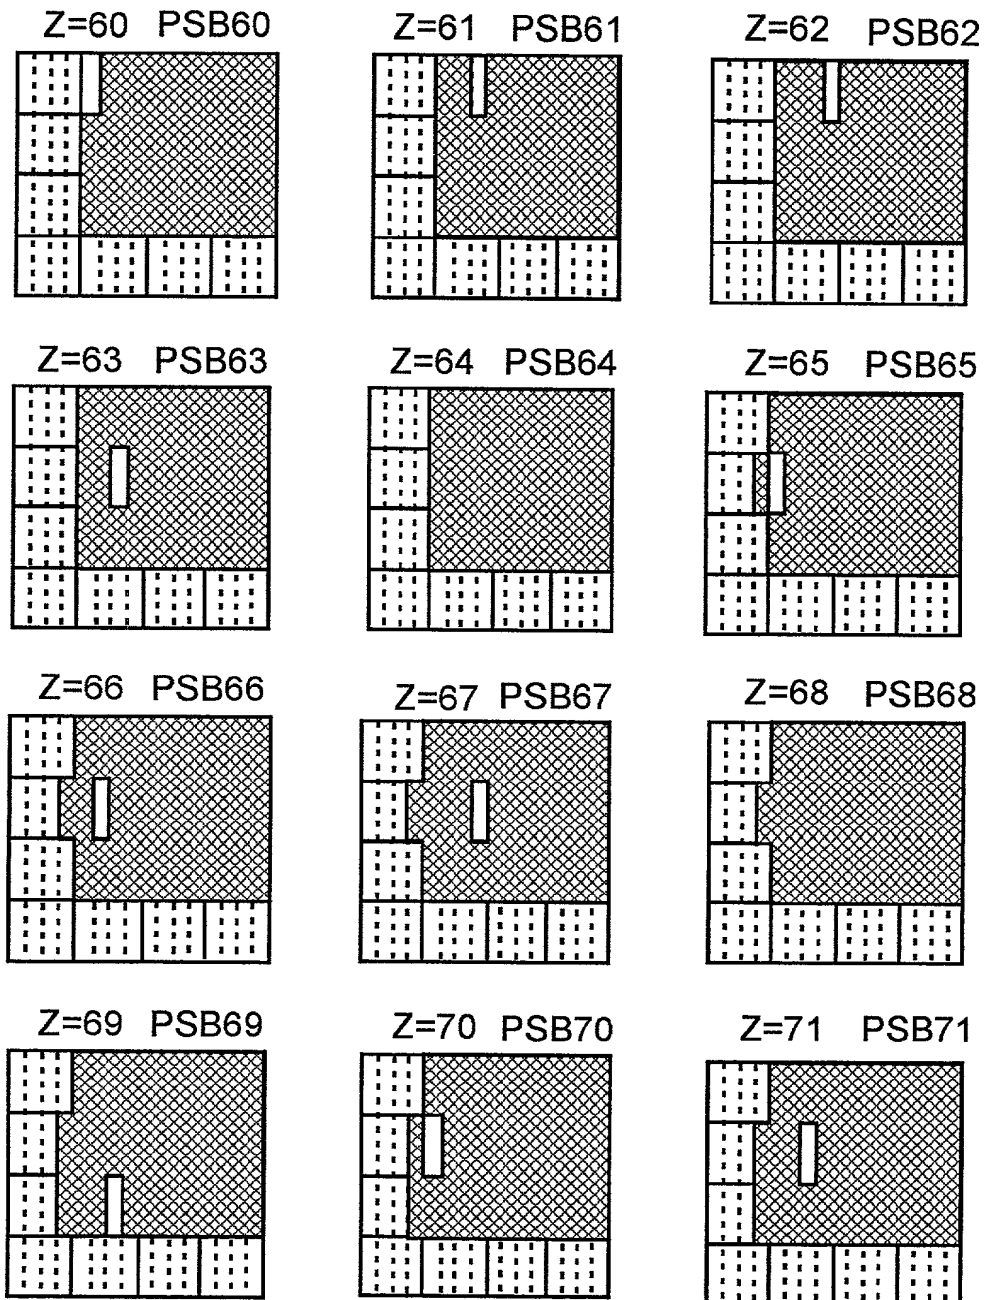 Z=60 PSB60
Z=61 PSB61
Z=62 PSB62
Z=63 PSB63
Z=64 PSB64
Z=65 PSB65
Z=66 PSB66
Z=67 PSB67
Z=68 PSB68
Z=69 PSB69
Z=70 PSB70
Z=71 PSB71